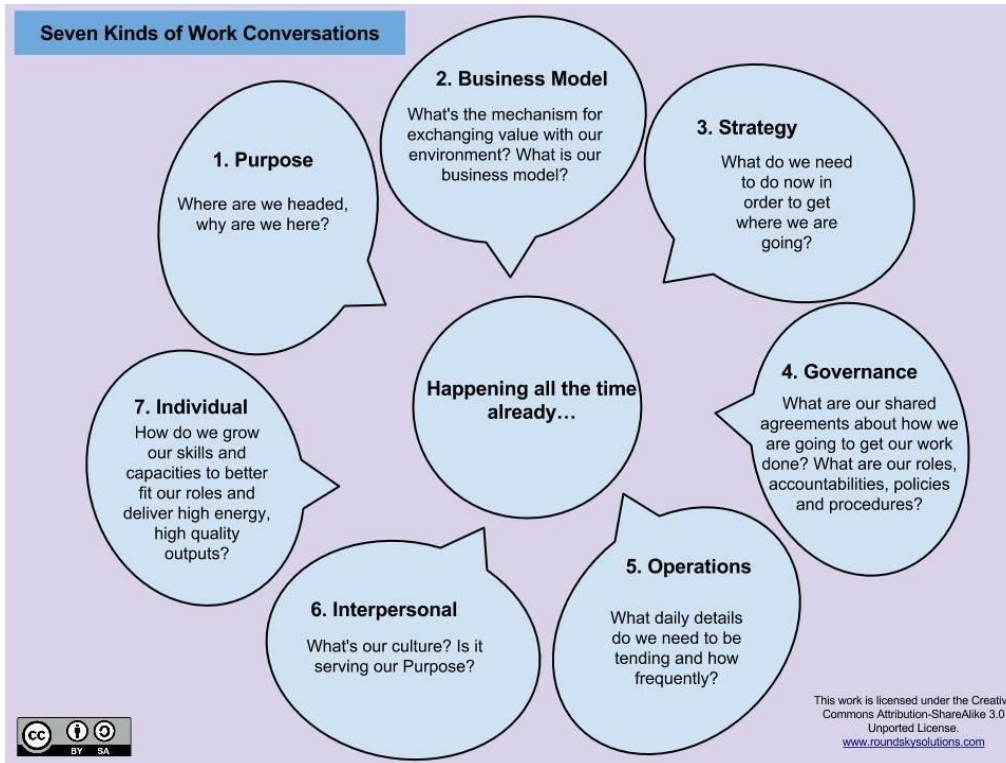 Seven Kinds of Work Conversations
1. Purpose
Where are we headed,
why are we here?
2. Business Model
What's the mechanism for
exchanging value with our
environment? What is our
business model?
3. Strategy
What do we need
to do now in
order to get
where we are
going?
4. Governance
What are our shared
agreements about how we
are going to get our work
done? What are our roles,
accountabilities, policies
and procedures?
5. Operations
What daily details
do we need to be
tending and how
frequently?
6. Interpersonal
What's our culture? Is it
serving our Purpose?
7. Individual
How do we grow
our skills and
capacities to better
fit our roles and
deliver high energy,
high quality
outputs?
Happening all the time
already…
cc
BY SA
This work is licensed under the Creativ
Commons Attribution-ShareAlike 3.0
Unported License.
www.roundskysolutions.com